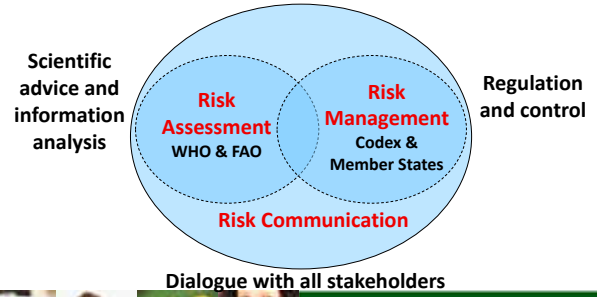 Scientific
advice and
information
analysis
Risk
Assessment
WHO & FAO
Risk
Management
Codex &
Member States
Regulation
and control
Risk Communication
Dialogue with all stakeholders